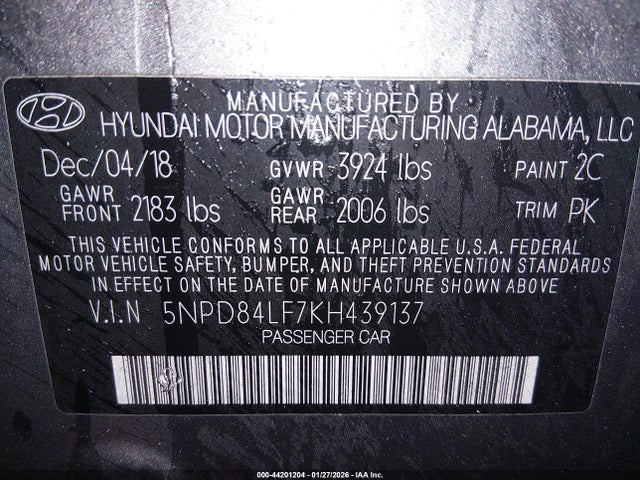 MANUFACTURED BY
HYUNDAI MOTOR MANUFACTURING ALABAMA, LLC
Dec/04/18 GVWR 3924 lbs PAINT 2C
GAWR FRONT 2183 lbs GAWR REAR 2006 lbs TRIM PK
THIS VEHICLE CONFORMS TO ALL APPLICABLE U.S.A. FEDERAL
MOTOR VEHICLE SAFETY, BUMPER, AND THEFT PREVENTION STANDARDS
IN EFFECT ON THE DATE OF MANUFACTURE SHOWN ABOVE
V.I.N 5NPD84LF7KH439137
PASSENGER CAR
000-44201204 - 01/27/2026 - IAA Inc.